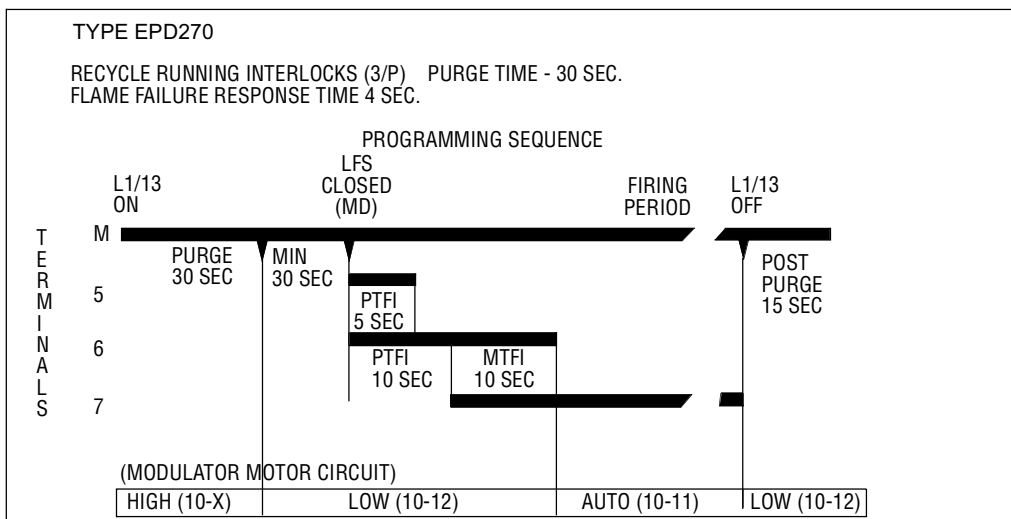 TYPE EPD270
RECYCLE RUNNING INTERLOCKS (3/P) PURGE TIME - 30 SEC.
FLAME FAILURE RESPONSE TIME 4 SEC.
PROGRAMMING SEQUENCE
L1/13
ON
LFS
CLOSED
(MD)
FIRING
PERIOD
L1/13
OFF
TERMINALS
M
PURGE
30 SEC
MIN
30 SEC
POST
PURGE
15 SEC
5
PTFI
5 SEC
6
PTFI
10 SEC
MTFI
10 SEC
7
(MODULATOR MOTOR CIRCUIT)
HIGH (10-X) LOW (10-12) AUTO (10-11) LOW (10-12)